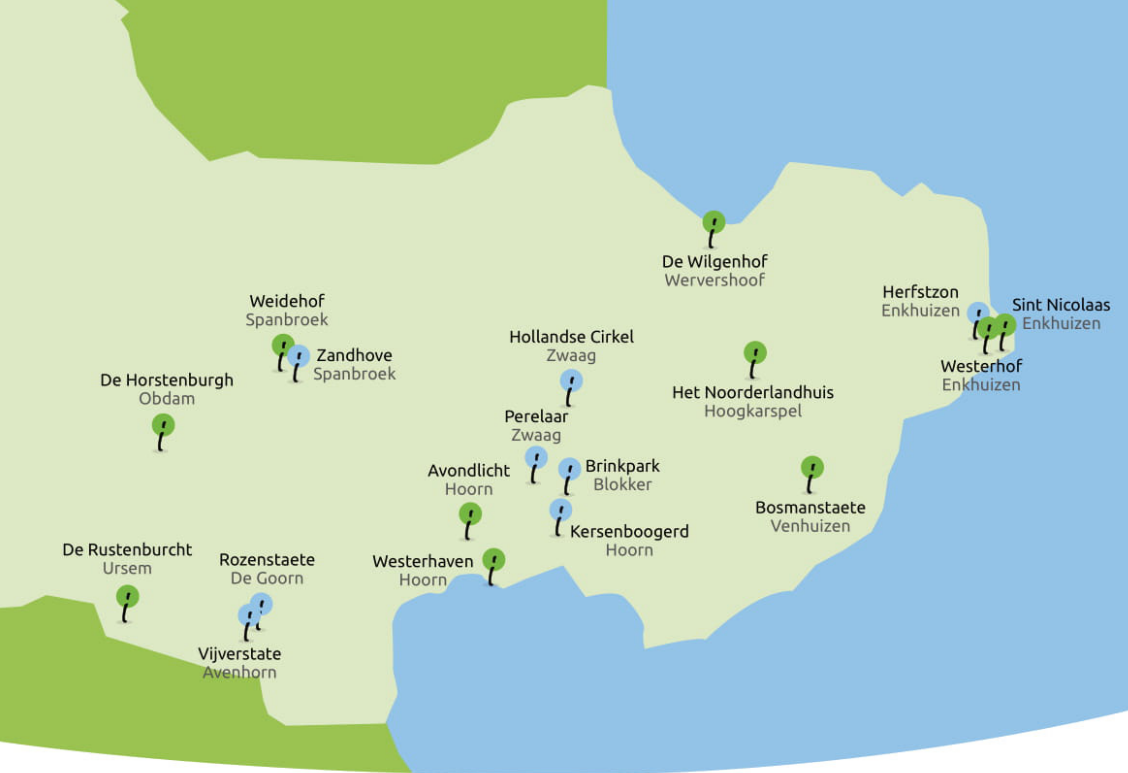 De Wilgenhof
Wervershoof
Herfstzon
Enkhuizen
Sint Nicolaas
Enkhuizen
Westerhof
Enkhuizen
Weidehof
Spanbroek
Zandhove
Spanbroek
Hollandse Cirkel
Zwaag
De Horstenburgh
Obdam
Het Noorderlandhuis
Hoogkarspel
Perelaar
Zwaag
Avondlicht
Hoorn
Brinkpark
Blokker
Bosmanstaete
Venhuizen
Kersenboogerd
Hoorn
De Rustenburcht
Ursem
Rozenstaete
De Goorn
Westerhaven
Hoorn
Vijverstate
Avenhorn